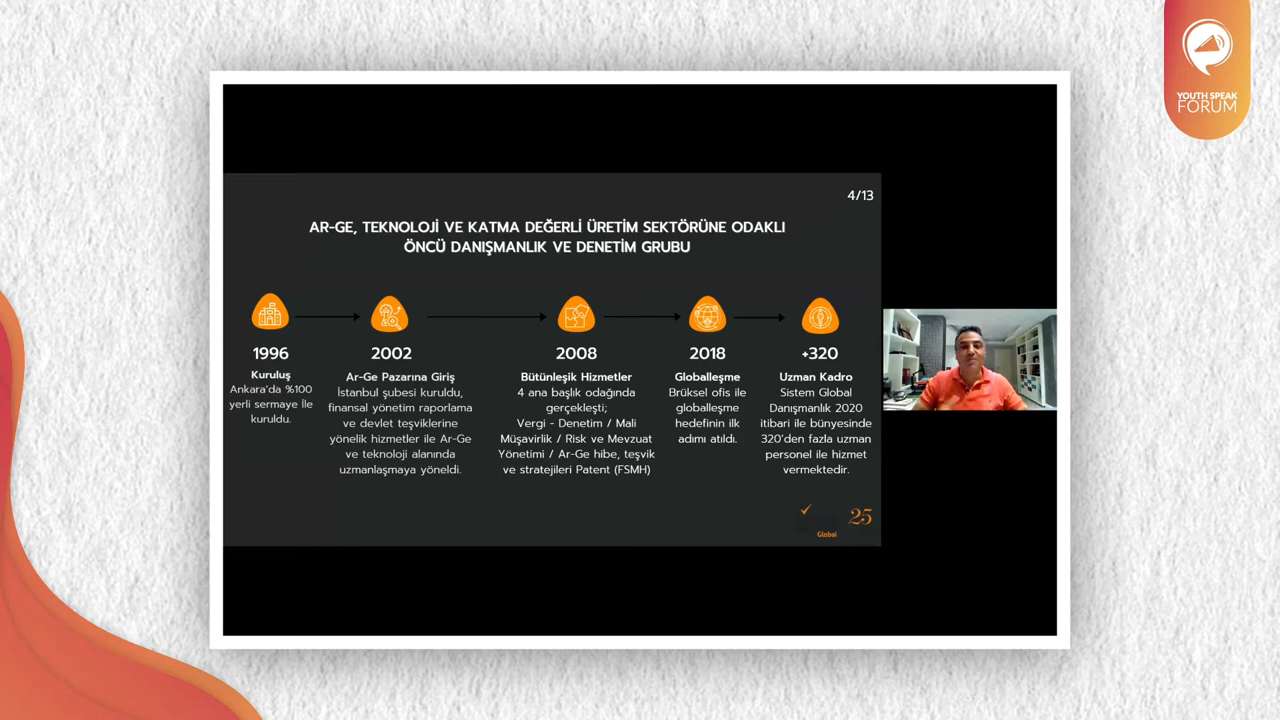 YOUTH SPEAK
FORUM
4/13
AR-GE, TEKNOLOJİ VE KATMA DEĞERLİ ÜRETİM SEKTÖRÜNE ODAKLI
ÖNCÜ DANIŞMANLIK VE DENETİM GRUBU
1996
Kuruluş
Ankara'da %100
yerli sermaye İle
kuruldu.
2002
Ar-Ge Pazarına Giriş
İstanbul şubesi kuruldu,
finansal yönetim raporlama
ve devlet teşviklerine
yönelik hizmetler ile Ar-Ge
ve teknoloji alanında
uzmanlaşmaya yöneldi.
2008
Bütünleşik Hizmetler
4 ana başlık odağında
gerçekleşti;
Vergi - Denetim / Mali
Müşavirlik / Risk ve Mevzuat
Yönetimi / Ar-Ge hibe, teşvik
ve stratejileri Patent (FSMH)
2018
Globalleşme
Brüksel ofis ile
globalleşme
hedefinin ilk
adımı atıldı.
+320
Uzman Kadro
Sistem Global
Danışmanlık 2020
itibari ile bünyesinde
320'den fazla uzman
personel ile hizmet
vermektedir.
Global
25